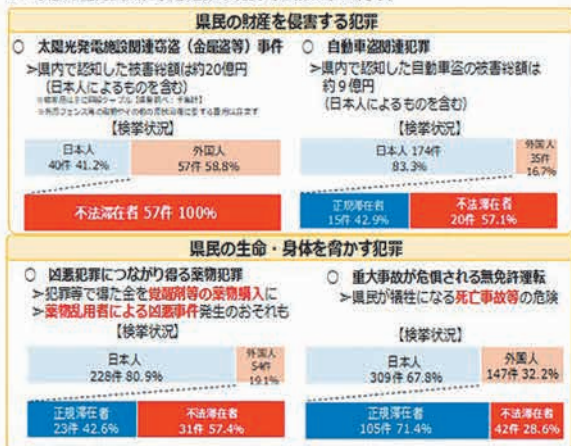 県民の財産を侵害する犯罪
○ 太陽光発電施設関連窃盗（金属盗等）事件
➢県内で認知した被害総額は約20億円
（日本人によるものを含む）
【検挙状況】
日本人
40件 41.2%
外国人
57件 58.8%
不法滞在者 57件 100%
○ 自動車盗関連犯罪
➢県内で認知した自動車盗の被害総額は
約９億円
（日本人によるものを含む）
【検挙状況】
日本人 174件
83.3%
外国人
35件
16.7%
正規滞在者
15件 42.9%
不法滞在者
20件 57.1%
県民の生命・身体を脅かす犯罪
○ 凶悪犯罪につながり得る薬物犯罪
➢犯罪等で得た金を覚醒剤等の薬物購入に
➢薬物乱用者による凶悪事件発生のおそれも
【検挙状況】
日本人
228件 80.9%
外国人
54件
19.1%
正規滞在者
23件 42.6%
不法滞在者
31件 57.4%
○ 重大事故が危惧される無免許運転
➢県民が犠牲になる死亡事故等の危険
【検挙状況】
日本人
309件 67.8%
外国人
147件 32.2%
正規滞在者
105件 71.4%
不法滞在者
42件 28.6%